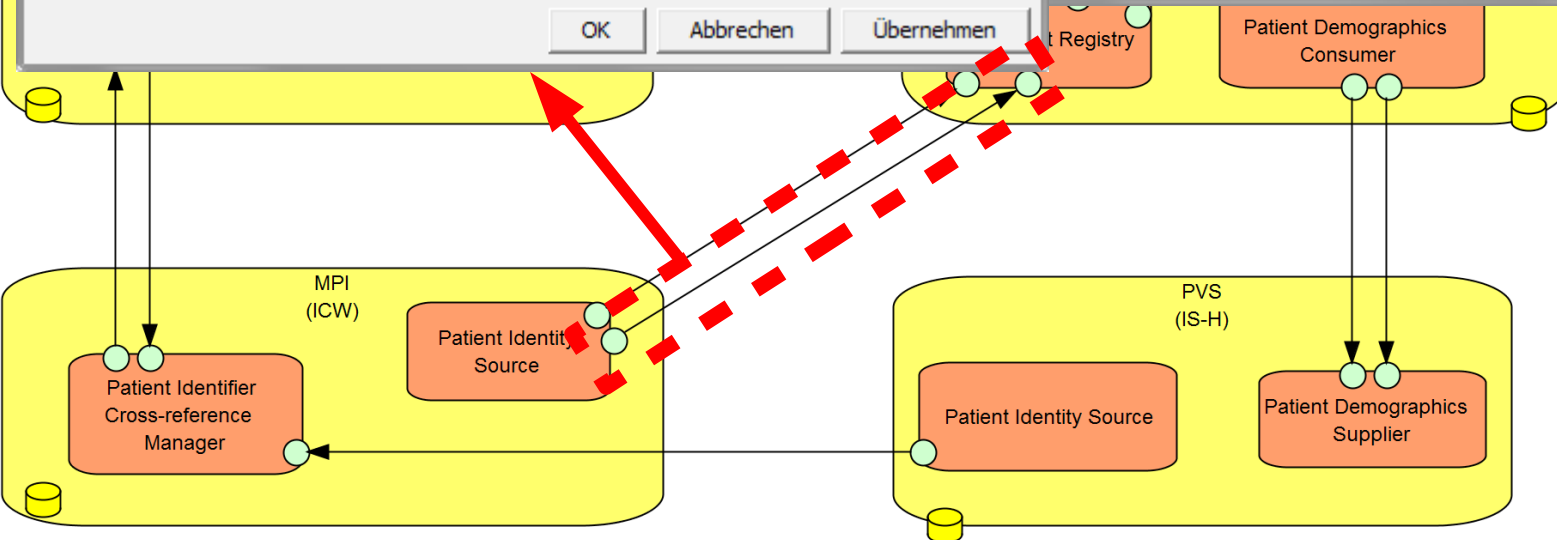 OK
Abbrechen
Übernehmen
Registry
Patient Demographics
Consumer
MPI
(ICW)
Patient Identity
Source
Patient Identifier
Cross-reference
Manager
PVS
(IS-H)
Patient Identity Source
Patient Demographics
Supplier